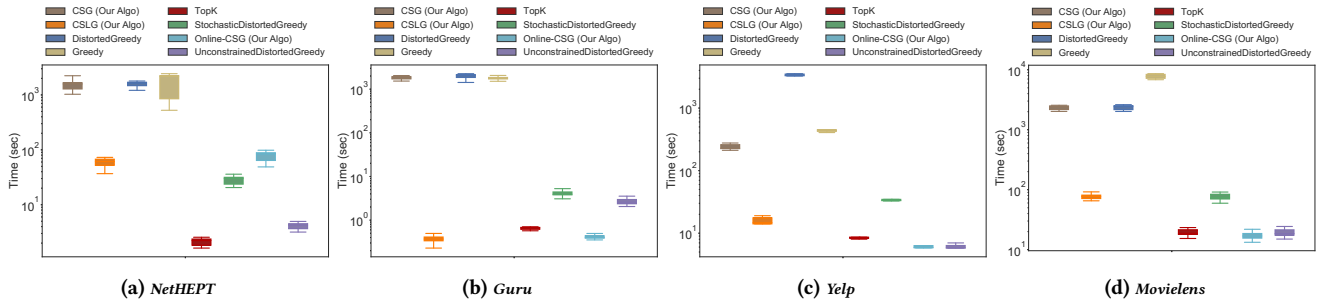 CSG (Our Algo) TopK
CSLG (Our Algo) StochasticDistortedGreedy
DistortedGreedy Online-CSG (Our Algo)
Greedy UnconstrainedDistortedGreedy
Time (sec)
10³
10²
10¹
(a) NetHEPT
CSG (Our Algo) TopK
CSLG (Our Algo) StochasticDistortedGreedy
DistortedGreedy Online-CSG (Our Algo)
Greedy UnconstrainedDistortedGreedy
Time (sec)
10³
10²
10¹
10⁰
(b) Guru
CSG (Our Algo) TopK
CSLG (Our Algo) StochasticDistortedGreedy
DistortedGreedy Online-CSG (Our Algo)
Greedy UnconstrainedDistortedGreedy
Time (sec)
10³
10²
10¹
(c) Yelp
CSG (Our Algo) TopK
CSLG (Our Algo) StochasticDistortedGreedy
DistortedGreedy Online-CSG (Our Algo)
Greedy UnconstrainedDistortedGreedy
Time (sec)
10⁴
10³
10²
10¹
(d) Movielens